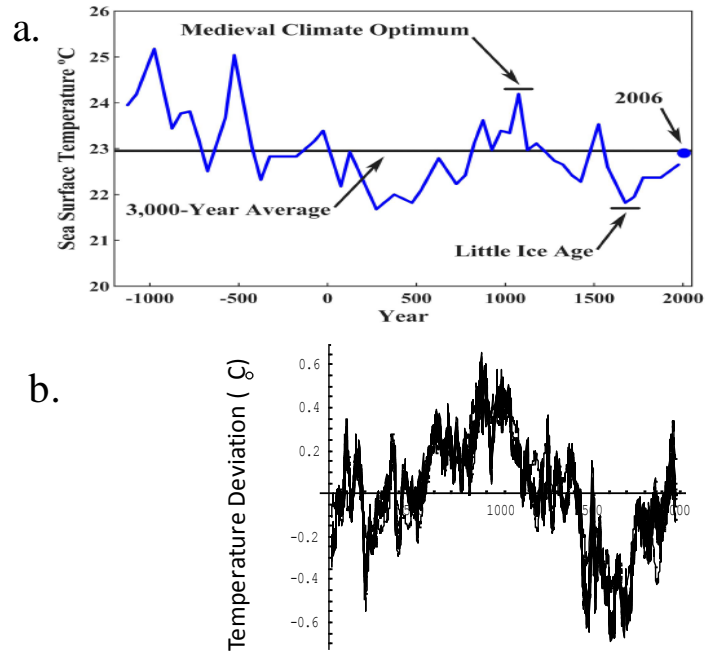 a.
26
25
24
23
22
21
20
Sea Surface Temperature ºC
Medieval Climate Optimum
2006
3,000-Year Average
Little Ice Age
-1000
-500
0
500
1000
1500
2000
Year
b.
Temperature Deviation ( °C)
0.6
0.4
0.2
-0.2
-0.4
-0.6
1000